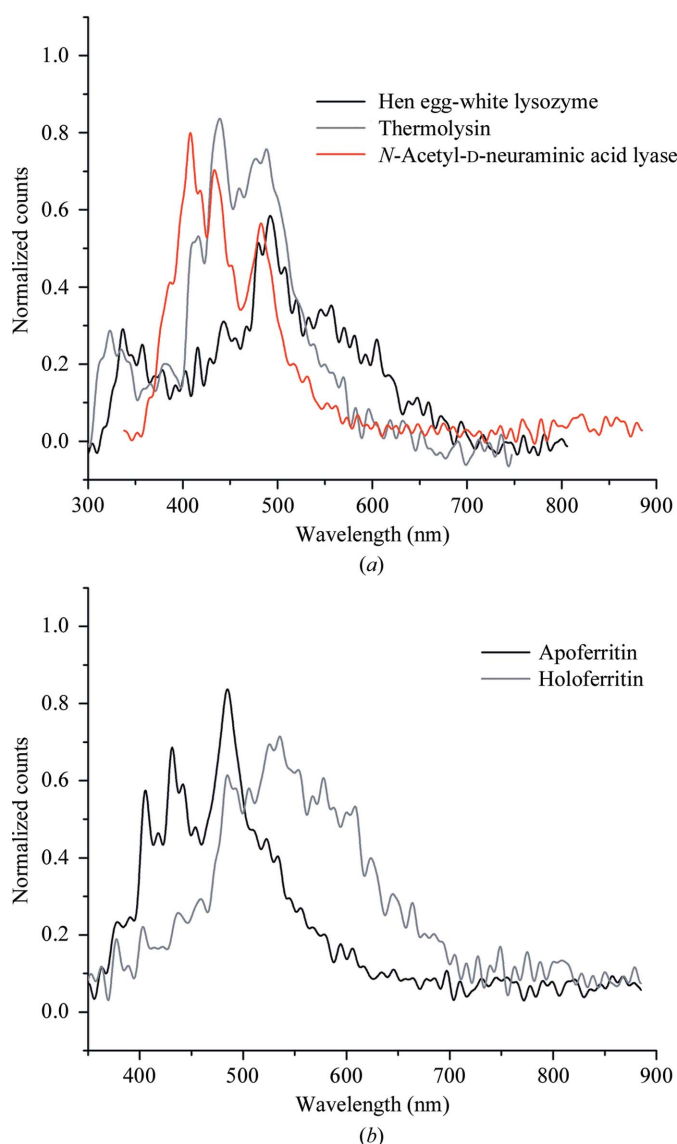 1.0
0.8
0.6
0.4
0.2
0.0
Normalized counts
Hen egg-white lysozyme
Thermolysin
N-Acetyl-D-neuraminic acid lyase
300 400 500 600 700 800 900
Wavelength (nm)
(a)
1.0
0.8
0.6
0.4
0.2
0.0
Normalized counts
Apoferritin
Holoferritin
400 500 600 700 800 900
Wavelength (nm)
(b)